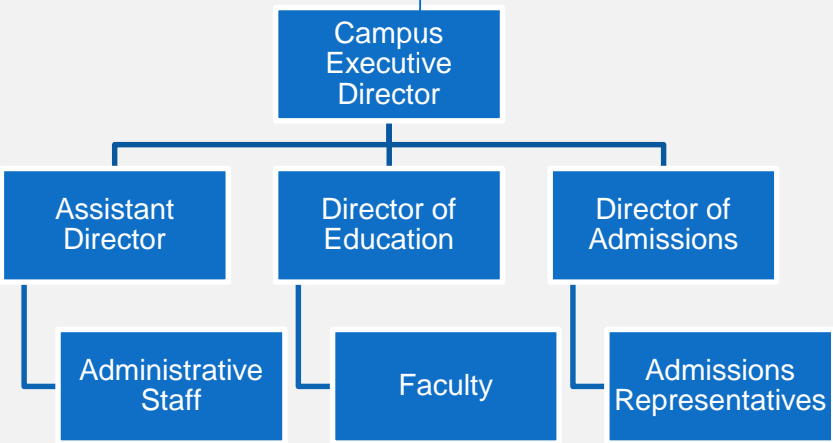 Campus
Executive
Director
Assistant
Director
Director of
Education
Director of
Admissions
Administrative
Staff
Faculty
Admissions
Representatives